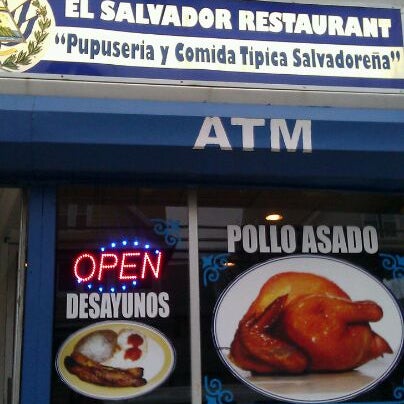 EL SALVADOR RESTAURANT
"Pupuseria y Comida Tipica Salvadoreña"
ATM
POLLO ASADO
OPEN
DESAYUNOS